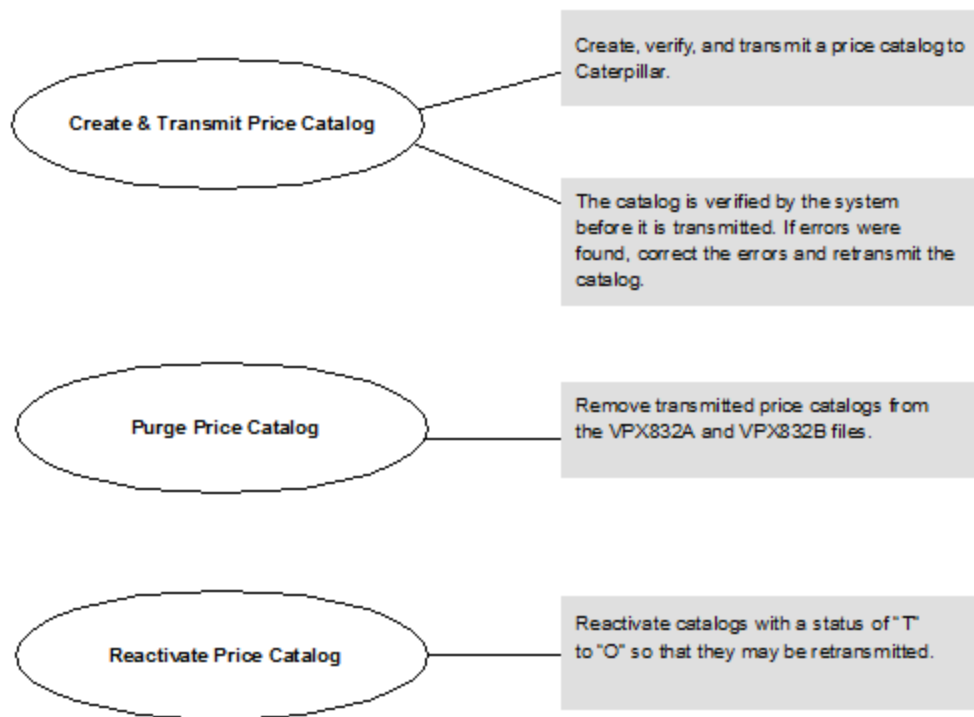 Create, verify, and transmit a price catalog to
Caterpillar.
Create & Transmit Price Catalog
The catalog is verified by the system
before it is transmitted. If errors were
found, correct the errors and retransmit the
catalog.
Purge Price Catalog
Remove transmitted price catalogs from
the VPX832A and VPX832B files.
Reactivate Price Catalog
Reactivate catalogs with a status of "T"
to "O" so that they may be retransmitted.